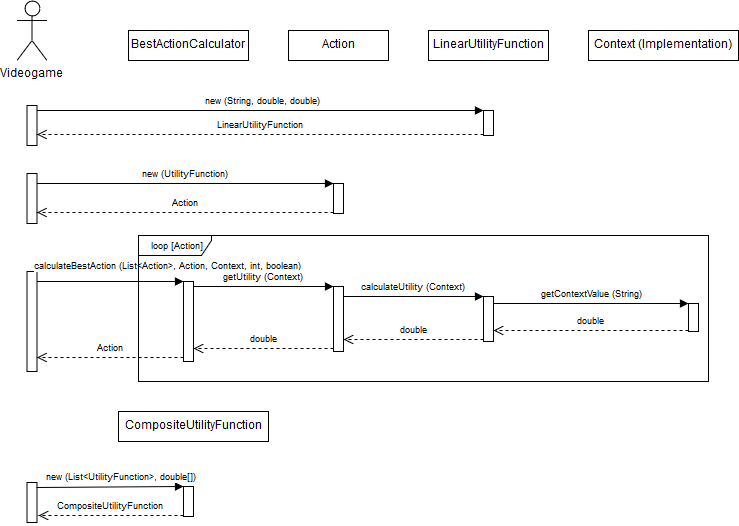 Videogame
BestActionCalculator
Action
LinearUtilityFunction
Context (Implementation)
new (String, double, double)
LinearUtilityFunction
new (UtilityFunction)
Action
loop [Action]
calculateBestAction (List<Action>, Action, Context, int, boolean)
getUtility (Context)
calculateUtility (Context)
getContextValue (String)
double
double
double
Action
CompositeUtilityFunction
new (List<UtilityFunction>, double[])
CompositeUtilityFunction